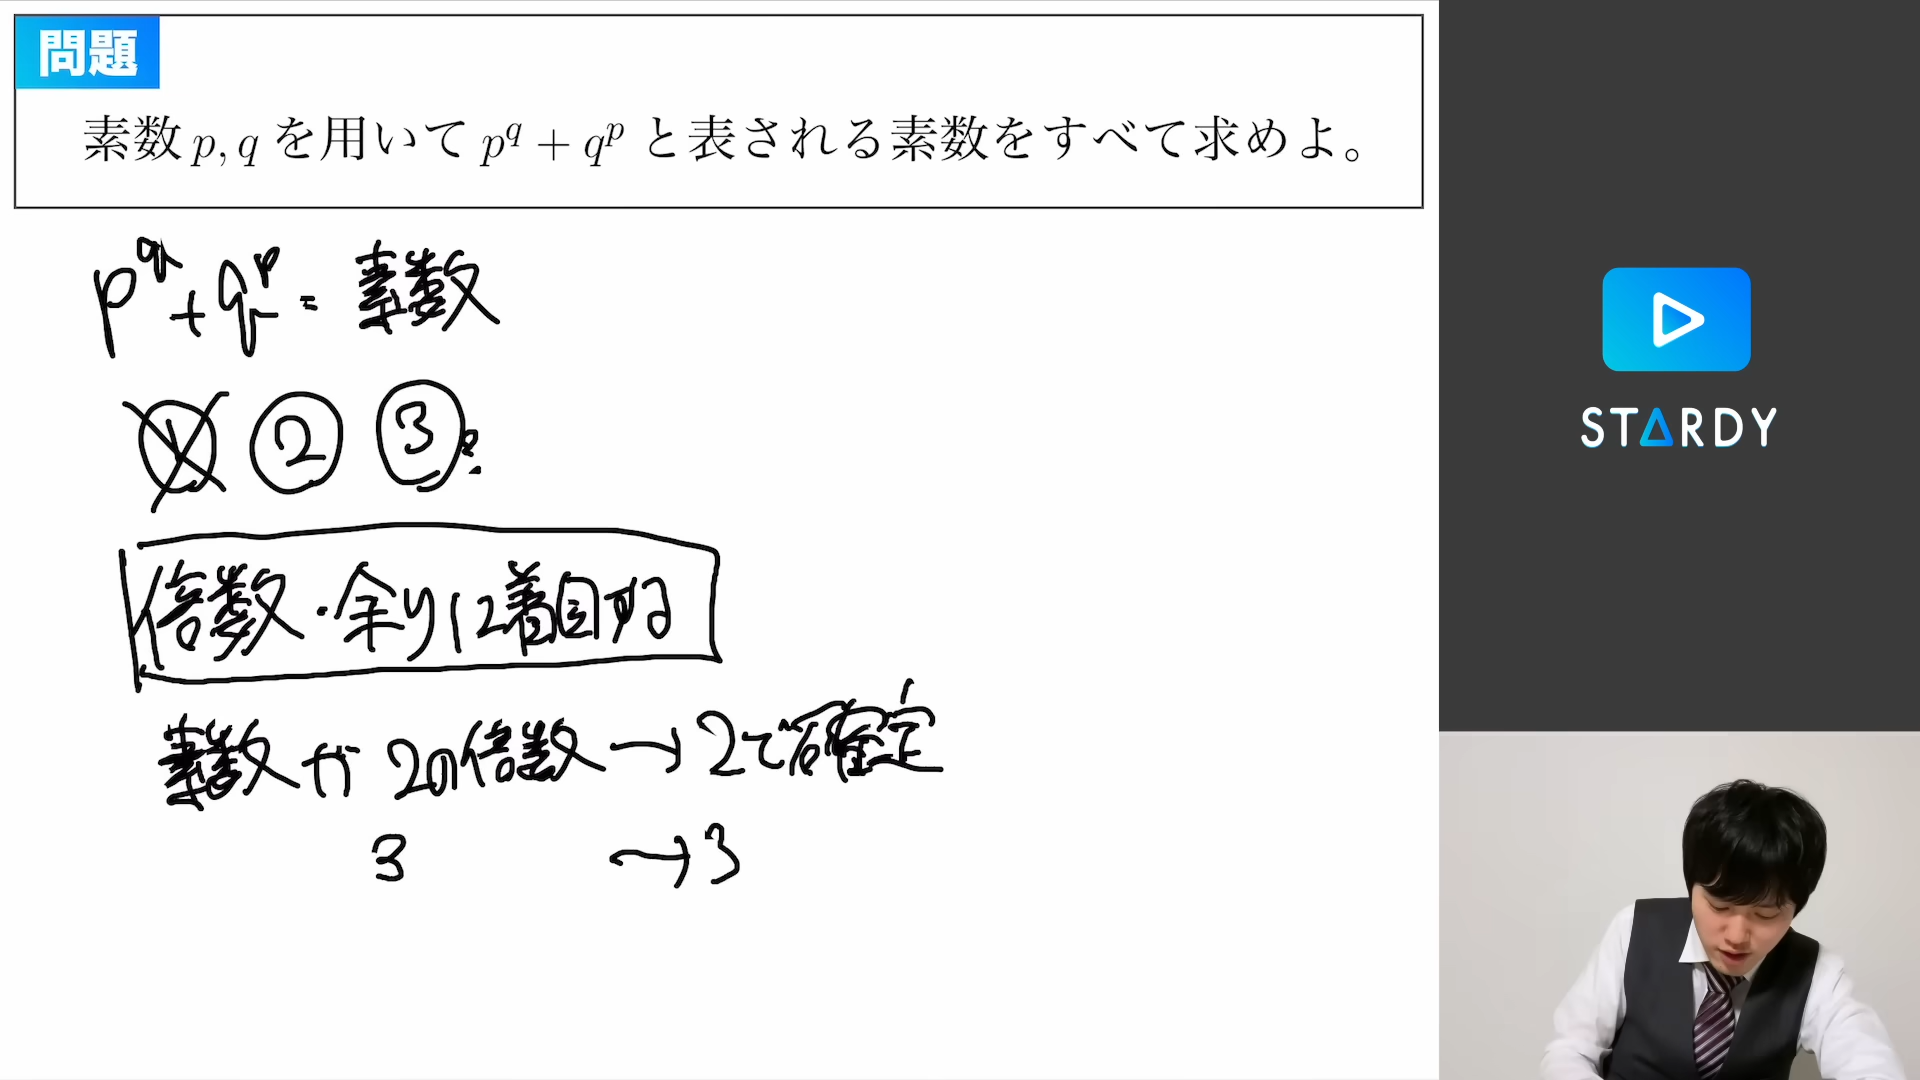 問題
素数 p, q を用いて p^q + q^p と表される素数をすべて求めよ。
p^q + q^p = 素数
① ② ③?
倍数・余りに着目する
素数が2の倍数→2で確定
3 →3
STARDY